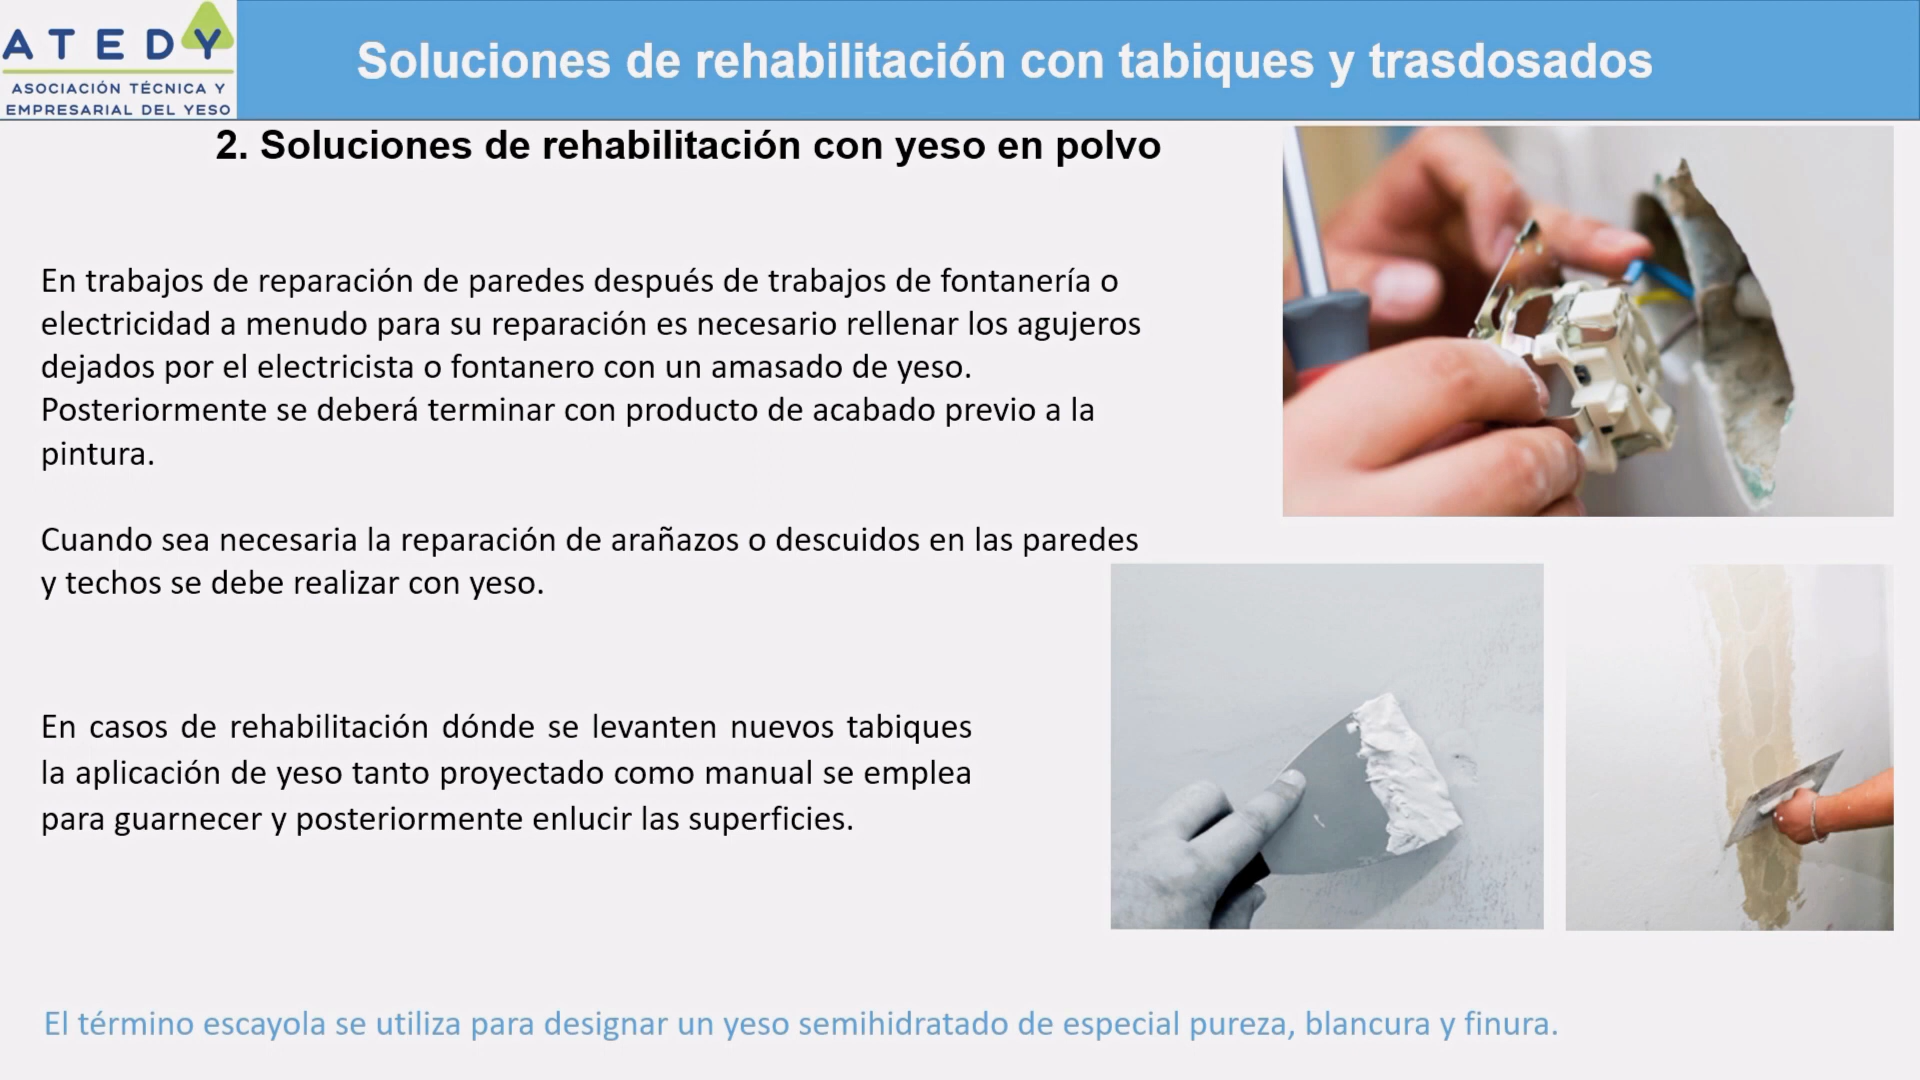 ATEDY
ASOCIACIÓN TÉCNICA Y
EMPRESARIAL DEL YESO
Soluciones de rehabilitación con tabiques y trasdosados
2. Soluciones de rehabilitación con yeso en polvo
En trabajos de reparación de paredes después de trabajos de fontanería o
electricidad a menudo para su reparación es necesario rellenar los agujeros
dejados por el electricista o fontanero con un amasado de yeso.
Posteriormente se deberá terminar con producto de acabado previo a la
pintura.
Cuando sea necesaria la reparación de arañazos o descuidos en las paredes
y techos se debe realizar con yeso.
En casos de rehabilitación dónde se levanten nuevos tabiques
la aplicación de yeso tanto proyectado como manual se emplea
para guarnecer y posteriormente enlucir las superficies.
El término escayola se utiliza para designar un yeso semihidratado de especial pureza, blancura y finura.